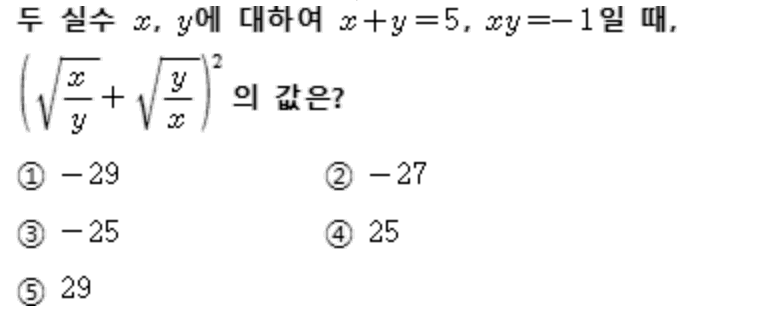 두 실수 x, y에 대하여 x+y=5, xy=-1일 때,
(√(x/y) + √(y/x))² 의 값은?
① -29 ② -27
③ -25 ④ 25
⑤ 29